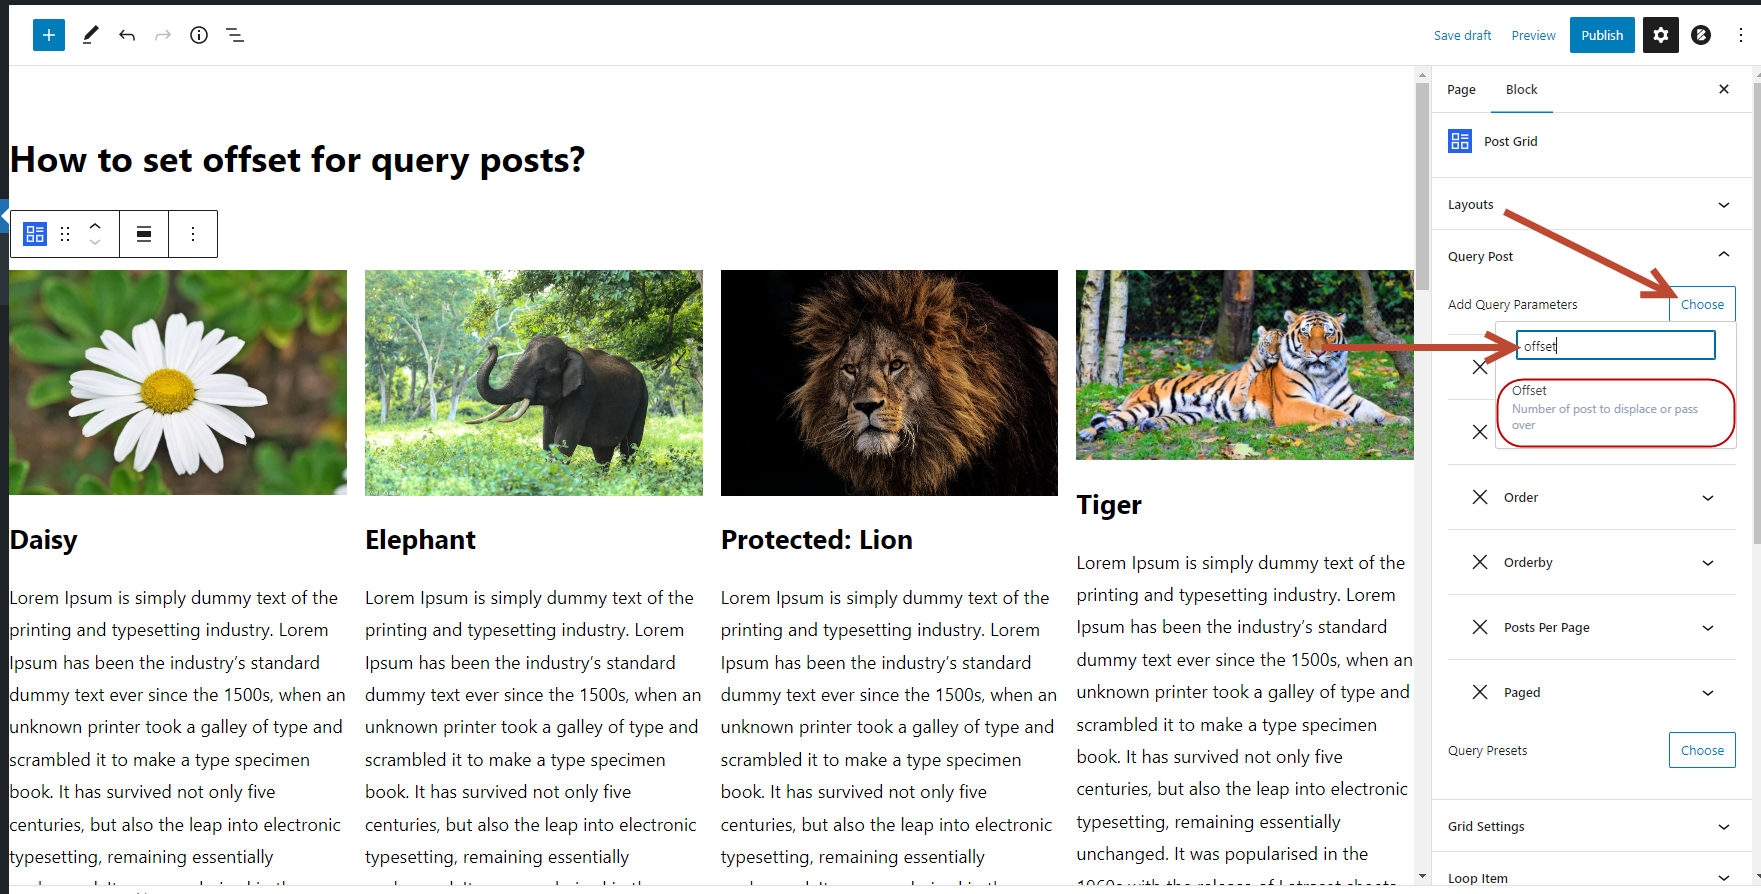 Save draft
Preview
Publish
How to set offset for query posts?
Daisy
Lorem Ipsum is simply dummy text of the
printing and typesetting industry. Lorem
Ipsum has been the industry’s standard
dummy text ever since the 1500s, when an
unknown printer took a galley of type and
scrambled it to make a type specimen
book. It has survived not only five
centuries, but also the leap into electronic
typesetting, remaining essentially
Elephant
Lorem Ipsum is simply dummy text of the
printing and typesetting industry. Lorem
Ipsum has been the industry’s standard
dummy text ever since the 1500s, when an
unknown printer took a galley of type and
scrambled it to make a type specimen
book. It has survived not only five
centuries, but also the leap into electronic
typesetting, remaining essentially
Protected: Lion
Lorem Ipsum is simply dummy text of the
printing and typesetting industry. Lorem
Ipsum has been the industry’s standard
dummy text ever since the 1500s, when an
unknown printer took a galley of type and
scrambled it to make a type specimen
book. It has survived not only five
centuries, but also the leap into electronic
typesetting, remaining essentially
Tiger
Lorem Ipsum is simply dummy text of the
printing and typesetting industry. Lorem
Ipsum has been the industry’s standard
dummy text ever since the 1500s, when an
unknown printer took a galley of type and
scrambled it to make a type specimen
book. It has survived not only five
centuries, but also the leap into electronic
typesetting, remaining essentially
unchanged. It was popularised in the
1960s with the release of Letraset sheets
Page
Block
Post Grid
Layouts
Query Post
Add Query Parameters
Choose
offset
Offset
Number of post to displace or pass
over
Order
Orderby
Posts Per Page
Paged
Query Presets
Choose
Grid Settings
Loop Item